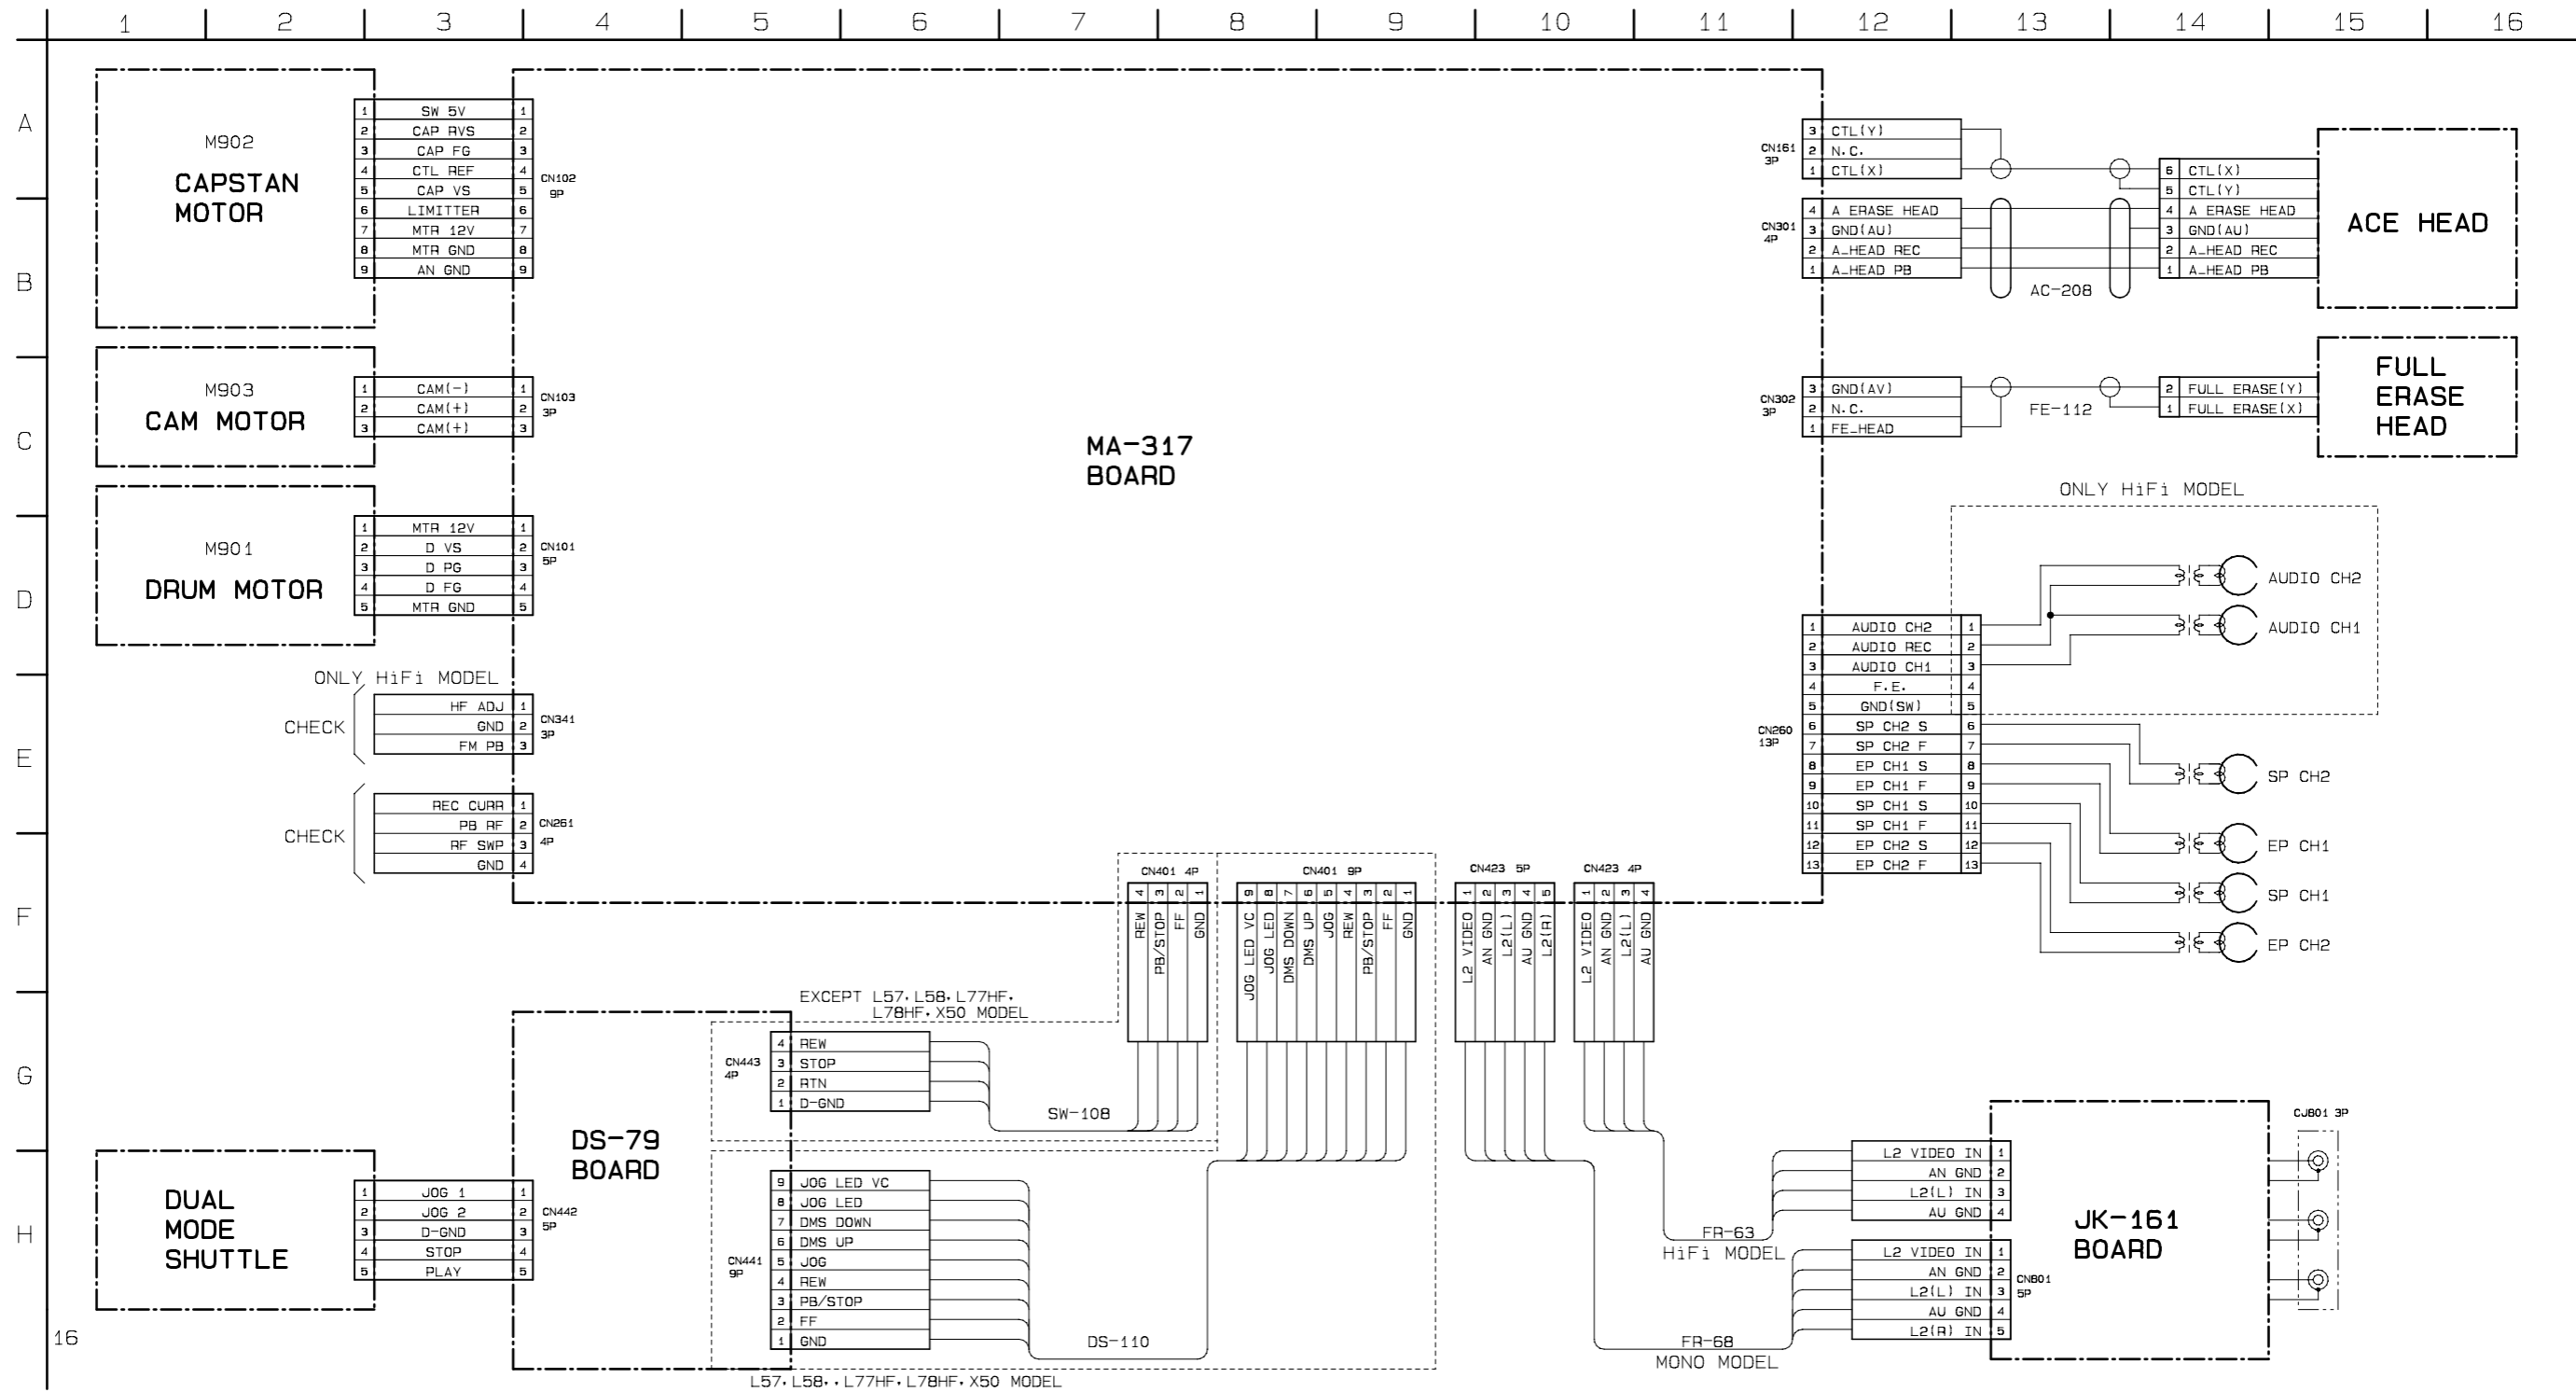 1 2 3 4 5 6 7 8 9 10 11 12 13 14 15 16
A
B
C
D
E
F
G
H
16
M902
CAPSTAN
MOTOR
1 SW 5V 1
2 CAP RVS 2
3 CAP FG 3
4 CTL REF 4
5 CAP VS 5
6 LIMITTER 6
7 MTR 12V 7
8 MTR GND 8
9 AN GND 9
CN102
9P
M903
CAM MOTOR
1 CAM(-) 1
2 CAM(+) 2
3 CAM(+) 3
CN103
3P
M901
DRUM MOTOR
1 MTR 12V 1
2 D VS 2
3 D PG 3
4 D FG 4
5 MTR GND 5
CN101
5P
ONLY HiFi MODEL
CHECK
HF ADJ 1
GND 2
FM PB 3
CN341
3P
CHECK
REC CURR 1
PB RF 2
RF SWP 3
GND 4
CN261
4P
MA-317
BOARD
CN161
3P
3 CTL(Y)
2 N.C.
1 CTL(X)
CN301
4P
4 A ERASE HEAD
3 GND(AU)
2 A_HEAD REC
1 A_HEAD PB
AC-208
6 CTL(X)
5 CTL(Y)
4 A ERASE HEAD
3 GND(AU)
2 A_HEAD REC
1 A_HEAD PB
ACE HEAD
CN302
3P
3 GND(AV)
2 N.C.
1 FE_HEAD
FE-112
2 FULL ERASE(Y)
1 FULL ERASE(X)
FULL
ERASE
HEAD
ONLY HiFi MODEL
AUDIO CH2
AUDIO CH1
CN260
13P
1 AUDIO CH2 1
2 AUDIO REC 2
3 AUDIO CH1 3
4 F.E. 4
5 GND(SW) 5
6 SP CH2 S 6
7 SP CH2 F 7
8 EP CH1 S 8
9 EP CH1 F 9
10 SP CH1 S 10
11 SP CH1 F 11
12 EP CH2 S 12
13 EP CH2 F 13
SP CH2
EP CH1
SP CH1
EP CH2
CN401 4P
4 REW
3 PB/STOP
2 FF
1 GND
CN401 9P
9 JOG LED VC
8 JOG LED
7 DMS DOWN
6 DMS UP
5 JOG
4 REW
3 PB/STOP
2 FF
1 GND
CN423 5P
1 L2 VIDEO
2 AN GND
3 L2(L)
4 AU GND
5 L2(R)
CN423 4P
1 L2 VIDEO
2 AN GND
3 L2(L)
4 AU GND
EXCEPT L57, L58, L77HF,
L78HF, X50 MODEL
CN443
4P
4 REW
3 STOP
2 RTN
1 D-GND
SW-108
DS-79
BOARD
DUAL
MODE
SHUTTLE
1 JOG 1 1
2 JOG 2 2
3 D-GND 3
4 STOP 4
5 PLAY 5
CN442
5P
CN441
9P
9 JOG LED VC
8 JOG LED
7 DMS DOWN
6 DMS UP
5 JOG
4 REW
3 PB/STOP
2 FF
1 GND
DS-110
L57, L58, , L77HF, L78HF, X50 MODEL
FR-63
HiFi MODEL
FR-68
MONO MODEL
L2 VIDEO IN 1
AN GND 2
L2(L) IN 3
AU GND 4
L2 VIDEO IN 1
AN GND 2
L2(L) IN 3
AU GND 4
L2(R) IN 5
CN801
5P
JK-161
BOARD
CJ801 3P